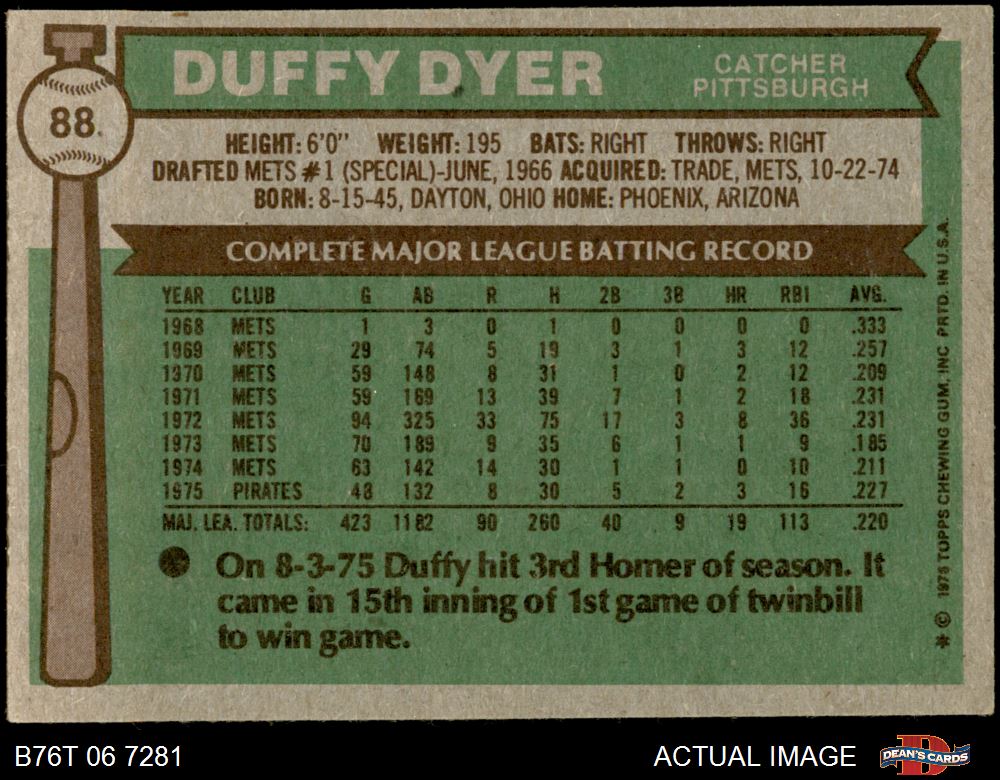 DUFFY DYER
CATCHER
PITTSBURGH
88.
HEIGHT: 6'0" WEIGHT: 195 BATS: RIGHT THROWS: RIGHT
DRAFTED METS #1 (SPECIAL)-JUNE, 1966 ACQUIRED: TRADE, METS, 10-22-74
BORN: 8-15-45, DAYTON, OHIO HOME: PHOENIX, ARIZONA
COMPLETE MAJOR LEAGUE BATTING RECORD
YEAR CLUB G AB R H 2B 3B HR RBI AVG.
1968 METS 1 3 0 1 0 0 0 0 .333
1969 METS 29 74 5 19 3 1 3 12 .257
1970 METS 59 148 8 31 1 0 2 12 .209
1971 METS 59 169 13 39 7 1 2 18 .231
1972 METS 94 325 33 75 17 3 8 36 .231
1973 METS 70 189 9 35 6 1 1 9 .185
1974 METS 63 142 14 30 1 1 0 10 .211
1975 PIRATES 48 132 8 30 5 2 3 16 .227
MAJ. LEA. TOTALS: 423 1182 90 260 40 9 19 113 .220
On 8-3-75 Duffy hit 3rd Homer of season. It
came in 15th inning of 1st game of twinbill
to win game.
* © 1976 TOPPS CHEWING GUM, INC PRTD. IN U.S.A.
B76T 06 7281
ACTUAL IMAGE
D
DEAN'S CARDS